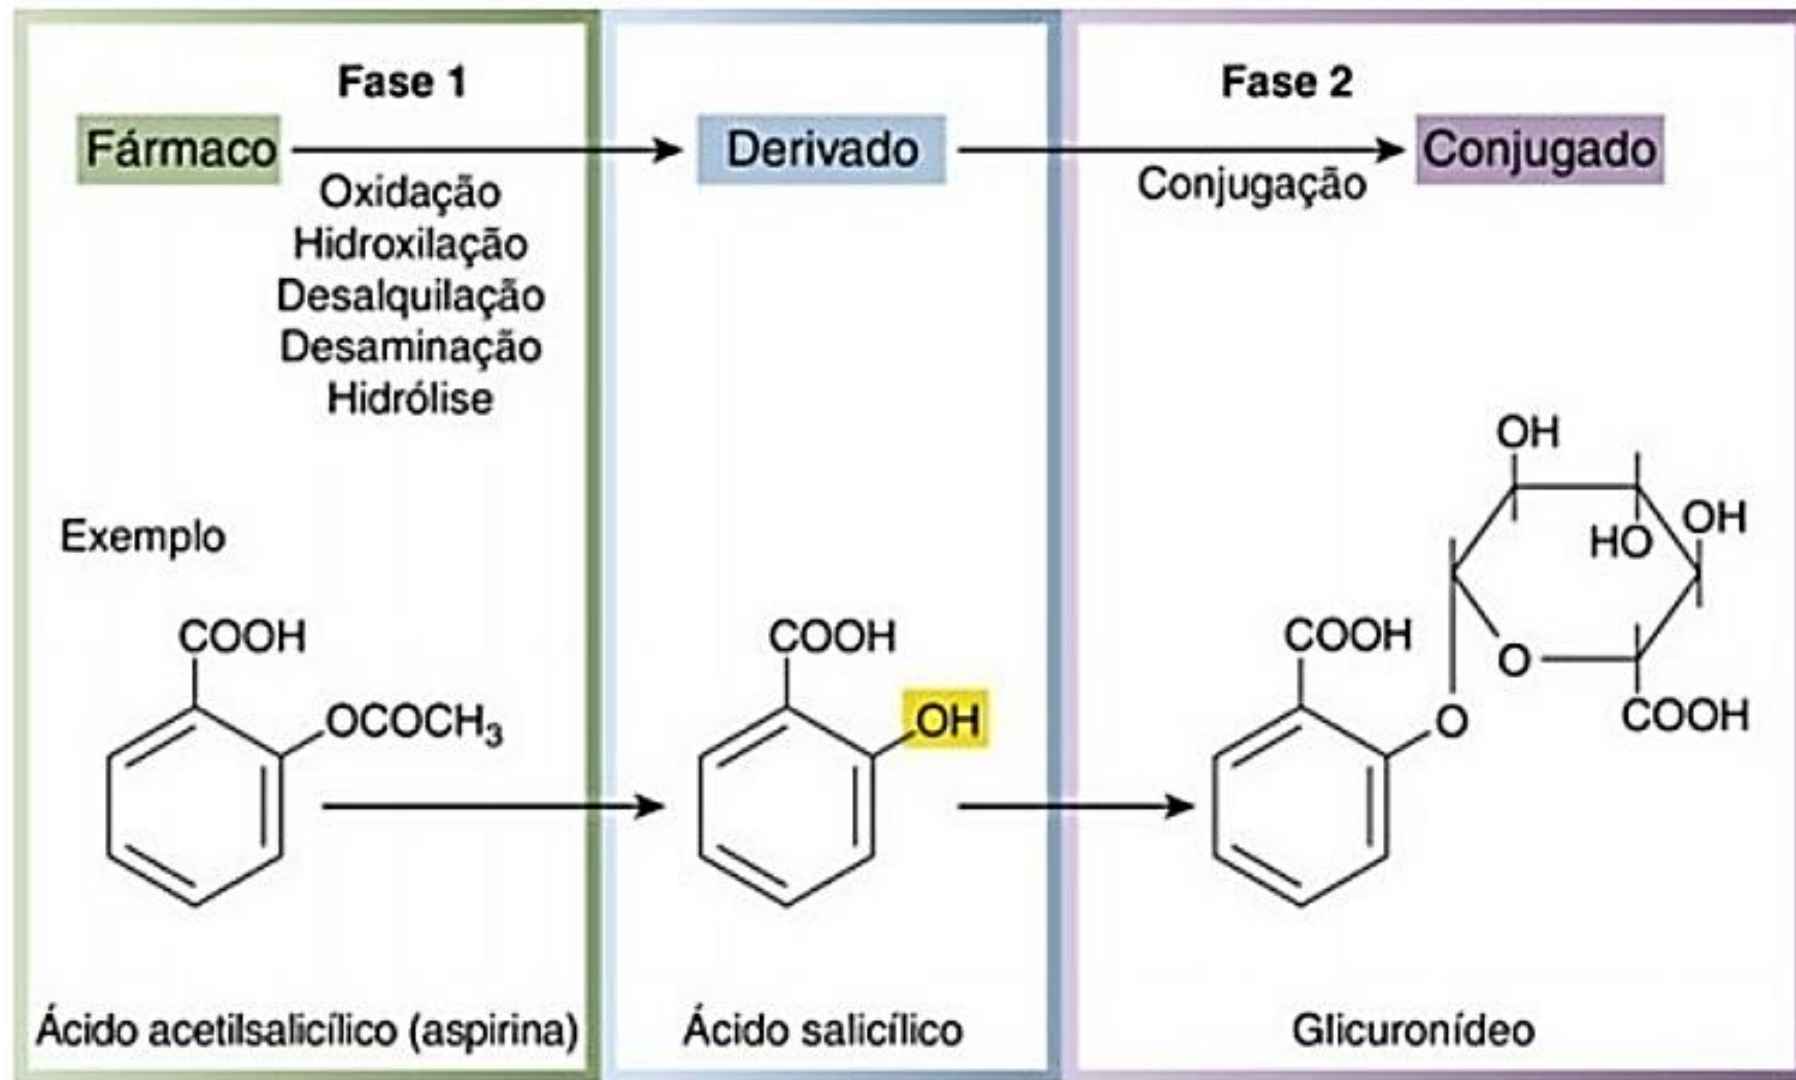 Fase 1
Fase 2
Fármaco
Derivado
Conjugado
Oxidação
Hidroxilação
Desalquilação
Desaminação
Hidrólise
Conjugação
Exemplo
COOH
OCOCH₃
COOH
OH
OH
OH
HO
COOH
O
O
COOH
Ácido acetilsalicílico (aspirina)
Ácido salicílico
Glicuronídeo